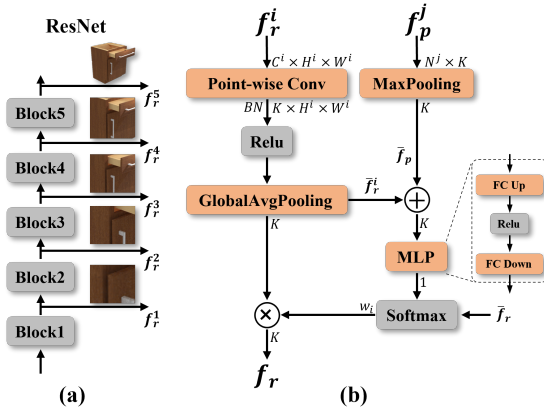 ResNet
f_r^5
Block5
f_r^4
Block4
f_r^3
Block3
f_r^2
Block2
f_r^1
Block1
(a)
f_r^i
f_p^j
C^i × H^i × W^i
N^j × K
Point-wise Conv
MaxPooling
BN
K × H^i × W^i
K
Relu
f̄_p
GlobalAvgPooling
f̄_r^i
K
K
FC Up
Relu
FC Down
MLP
1
w_i
Softmax
f̄_r
K
f_r
(b)